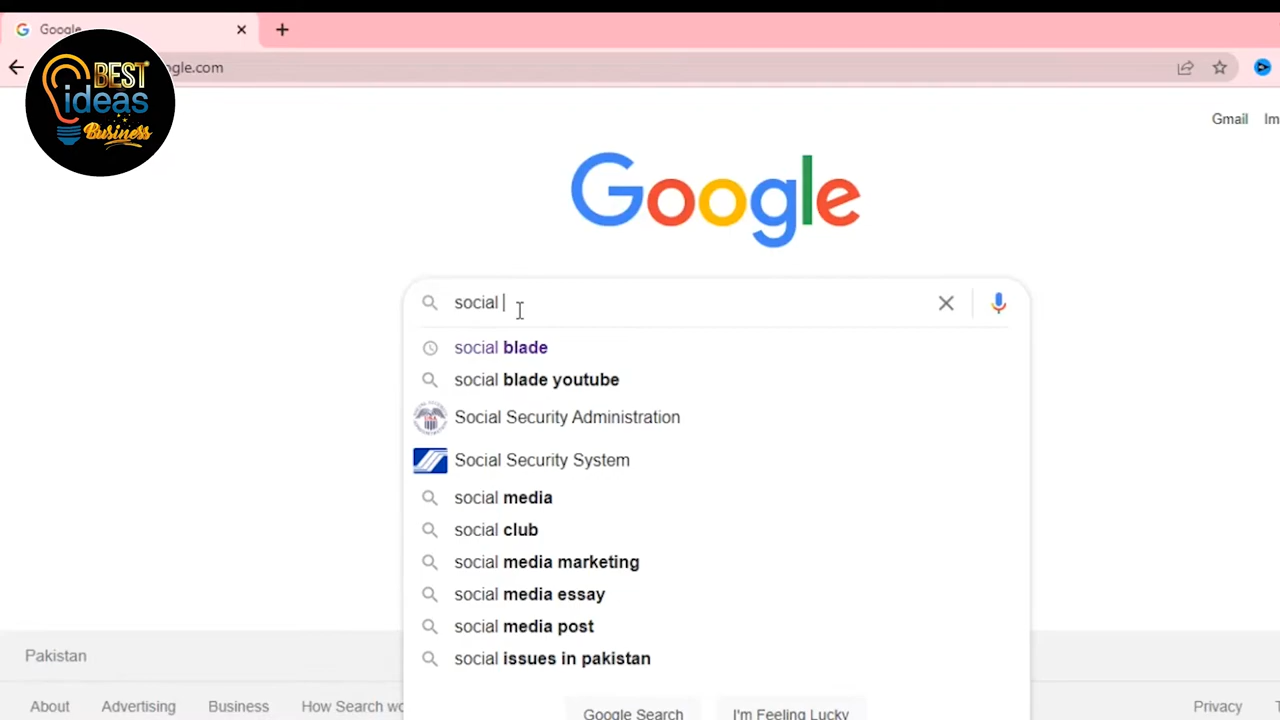 Google
BEST
ideas
Business
gle.com
Gmail
Im
Google
social
social blade
social blade youtube
Social Security Administration
Social Security System
social media
social club
social media marketing
social media essay
social media post
social issues in pakistan
Pakistan
Google Search
I'm Feeling Lucky
About
Advertising
Business
How Search wo
Privacy